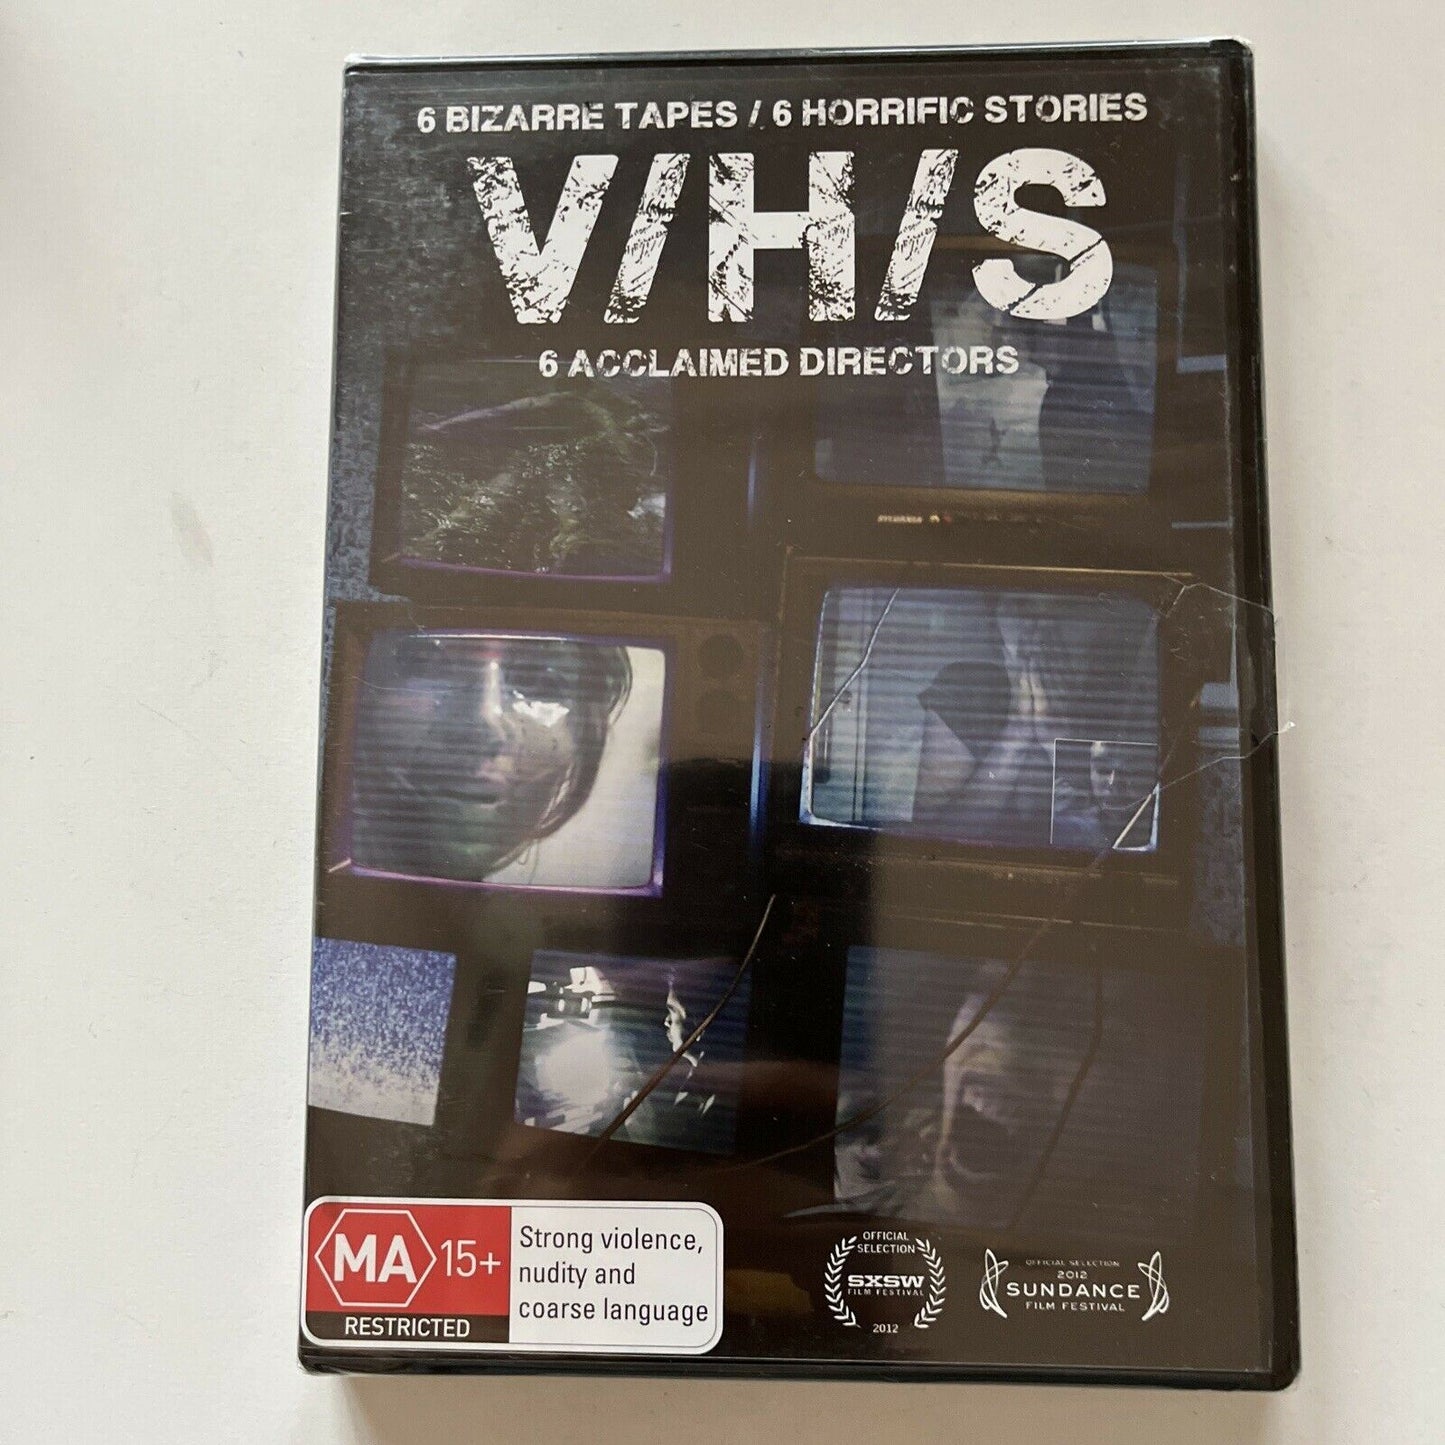 6 BIZARRE TAPES / 6 HORRIFIC STORIES
V/H/S
6 ACCLAIMED DIRECTORS
SYLVANIA
MA 15+
RESTRICTED
Strong violence,
nudity and
coarse language
OFFICIAL
SELECTION
SXSW
FILM FESTIVAL
2012
OFFICIAL SELECTION
2012
SUNDANCE
FILM FESTIVAL